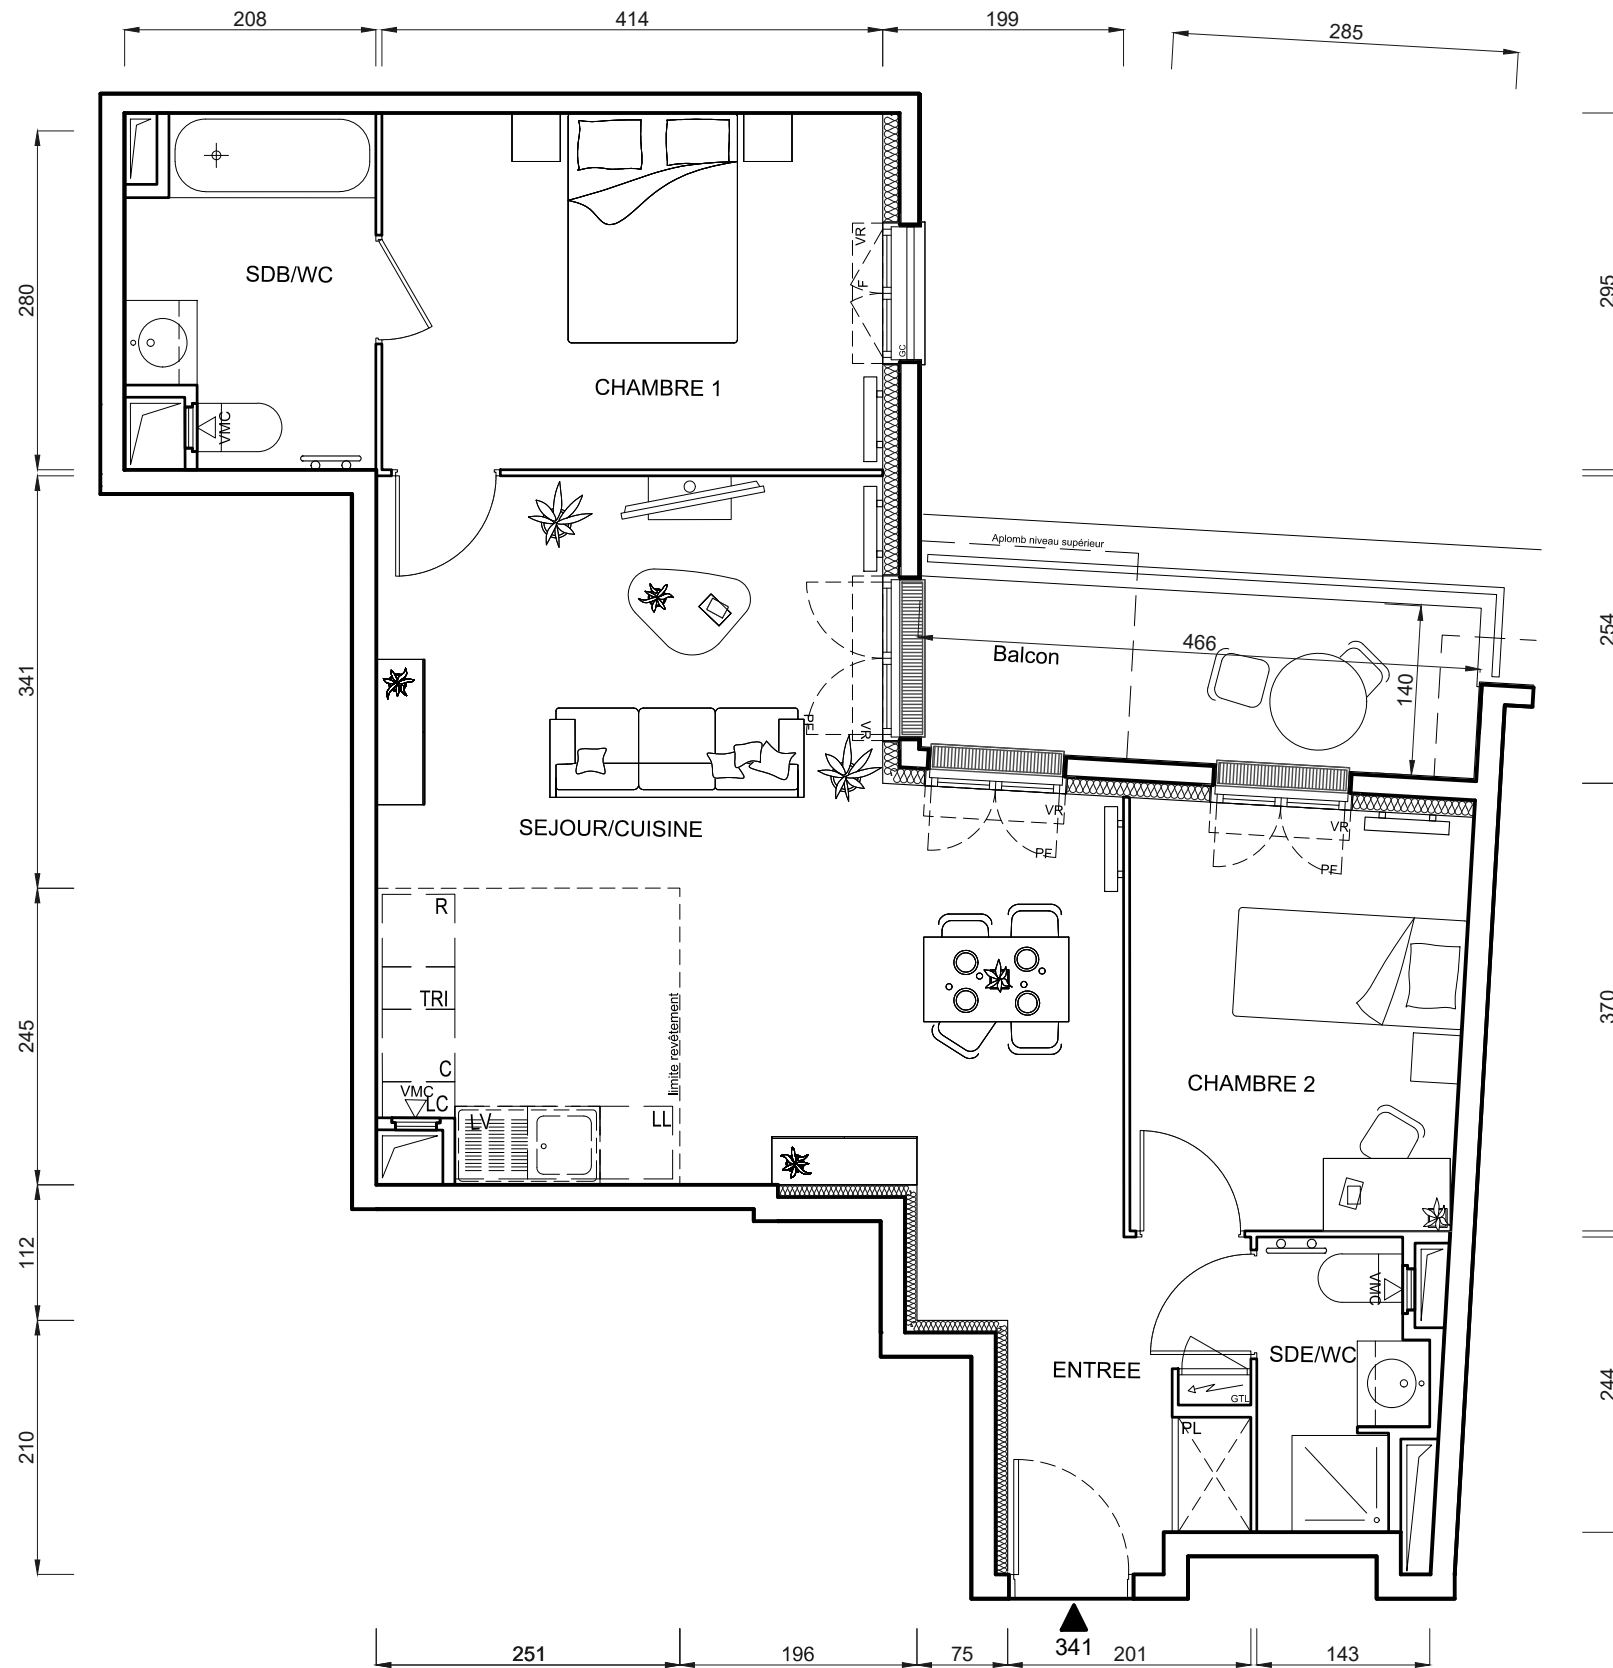 208
414
199
285
280
295
SDB/WC
VR
F
GC
CHAMBRE 1
VMC
Aplomb niveau supérieur
341
254
466
Balcon
140
PF
VR
SEJOUR/CUISINE
VR
PF
VR
PF
R
TRI
C
VMC
LC
LV
LL
limite revêtement
245
370
CHAMBRE 2
112
VMC
ENTREE
SDE/WC
GTL
PL
210
244
341
251
196
75
201
143